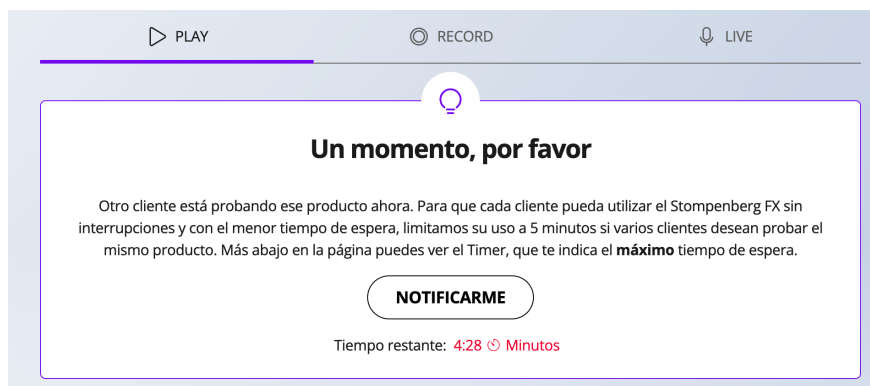 PLAY
RECORD
LIVE
Un momento, por favor
Otro cliente está probando ese producto ahora. Para que cada cliente pueda utilizar el Stompenberg FX sin
interrupciones y con el menor tiempo de espera, limitamos su uso a 5 minutos si varios clientes desean probar el
mismo producto. Más abajo en la página puedes ver el Timer, que te indica el máximo tiempo de espera.
NOTIFICARME
Tiempo restante: 4:28 Minutos